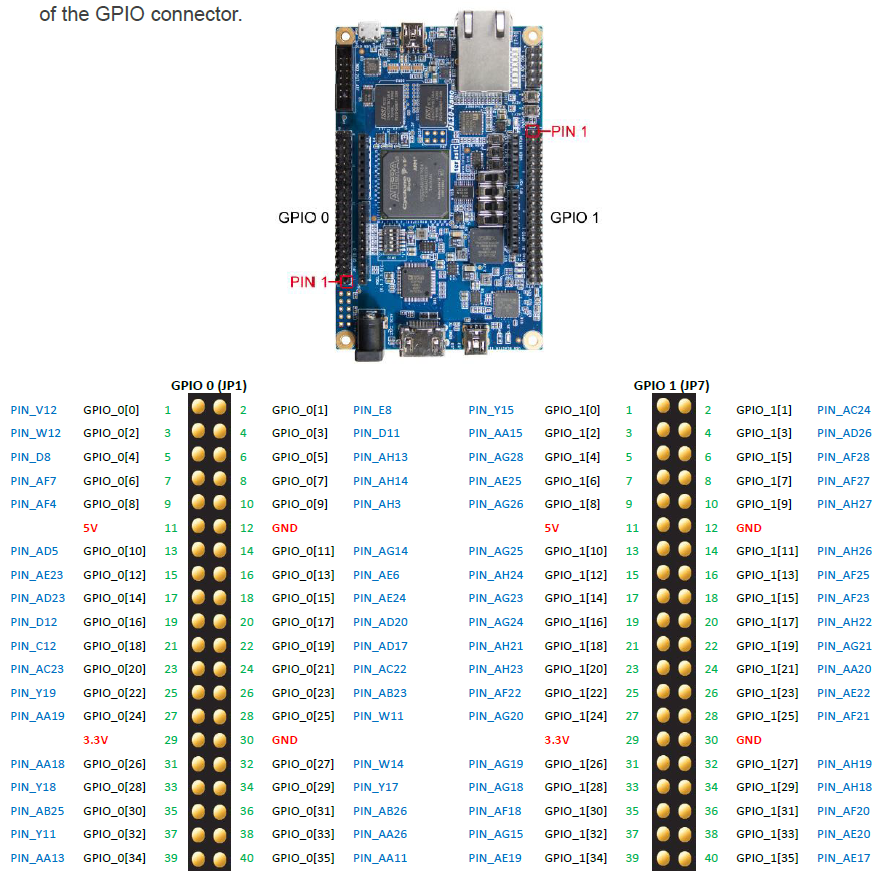 of the GPIO connector.
PIN 1
GPIO 0
GPIO 1
PIN 1
GPIO 0 (JP1)
GPIO 1 (JP7)
PIN_V12 GPIO_0[0] 1 2 GPIO_0[1] PIN_E8 PIN_Y15 GPIO_1[0] 1 2 GPIO_1[1] PIN_AC24
PIN_W12 GPIO_0[2] 3 4 GPIO_0[3] PIN_D11 PIN_AA15 GPIO_1[2] 3 4 GPIO_1[3] PIN_AD26
PIN_D8 GPIO_0[4] 5 6 GPIO_0[5] PIN_AH13 PIN_AG28 GPIO_1[4] 5 6 GPIO_1[5] PIN_AF28
PIN_AF7 GPIO_0[6] 7 8 GPIO_0[7] PIN_AH14 PIN_AE25 GPIO_1[6] 7 8 GPIO_1[7] PIN_AF27
PIN_AF4 GPIO_0[8] 9 10 GPIO_0[9] PIN_AH3 PIN_AG26 GPIO_1[8] 9 10 GPIO_1[9] PIN_AH27
5V 11 12 GND 5V 11 12 GND
PIN_AD5 GPIO_0[10] 13 14 GPIO_0[11] PIN_AG14 PIN_AG25 GPIO_1[10] 13 14 GPIO_1[11] PIN_AH26
PIN_AE23 GPIO_0[12] 15 16 GPIO_0[13] PIN_AE6 PIN_AH24 GPIO_1[12] 15 16 GPIO_1[13] PIN_AF25
PIN_AD23 GPIO_0[14] 17 18 GPIO_0[15] PIN_AE24 PIN_AG23 GPIO_1[14] 17 18 GPIO_1[15] PIN_AF23
PIN_D12 GPIO_0[16] 19 20 GPIO_0[17] PIN_AD20 PIN_AG24 GPIO_1[16] 19 20 GPIO_1[17] PIN_AH22
PIN_C12 GPIO_0[18] 21 22 GPIO_0[19] PIN_AD17 PIN_AH21 GPIO_1[18] 21 22 GPIO_1[19] PIN_AG21
PIN_AC23 GPIO_0[20] 23 24 GPIO_0[21] PIN_AC22 PIN_AH23 GPIO_1[20] 23 24 GPIO_1[21] PIN_AA20
PIN_Y19 GPIO_0[22] 25 26 GPIO_0[23] PIN_AB23 PIN_AF22 GPIO_1[22] 25 26 GPIO_1[23] PIN_AE22
PIN_AA19 GPIO_0[24] 27 28 GPIO_0[25] PIN_W11 PIN_AG20 GPIO_1[24] 27 28 GPIO_1[25] PIN_AF21
3.3V 29 30 GND 3.3V 29 30 GND
PIN_AA18 GPIO_0[26] 31 32 GPIO_0[27] PIN_W14 PIN_AG19 GPIO_1[26] 31 32 GPIO_1[27] PIN_AH19
PIN_Y18 GPIO_0[28] 33 34 GPIO_0[29] PIN_Y17 PIN_AG18 GPIO_1[28] 33 34 GPIO_1[29] PIN_AH18
PIN_AB25 GPIO_0[30] 35 36 GPIO_0[31] PIN_AB26 PIN_AF18 GPIO_1[30] 35 36 GPIO_1[31] PIN_AF20
PIN_Y11 GPIO_0[32] 37 38 GPIO_0[33] PIN_AA26 PIN_AG15 GPIO_1[32] 37 38 GPIO_1[33] PIN_AE20
PIN_AA13 GPIO_0[34] 39 40 GPIO_0[35] PIN_AA11 PIN_AE19 GPIO_1[34] 39 40 GPIO_1[35] PIN_AE17